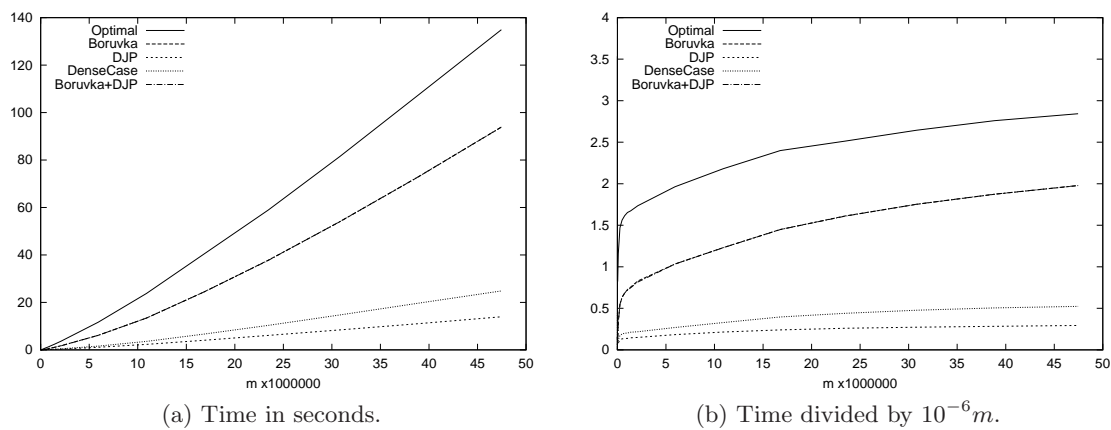 140
120
100
80
60
40
20
0
Optimal
Boruvka
DJP
DenseCase
Boruvka+DJP
0 5 10 15 20 25 30 35 40 45 50
m x1000000
(a) Time in seconds.
4
3.5
3
2.5
2
1.5
1
0.5
0
Optimal
Boruvka
DJP
DenseCase
Boruvka+DJP
0 5 10 15 20 25 30 35 40 45 50
m x1000000
(b) Time divided by 10⁻⁶m.